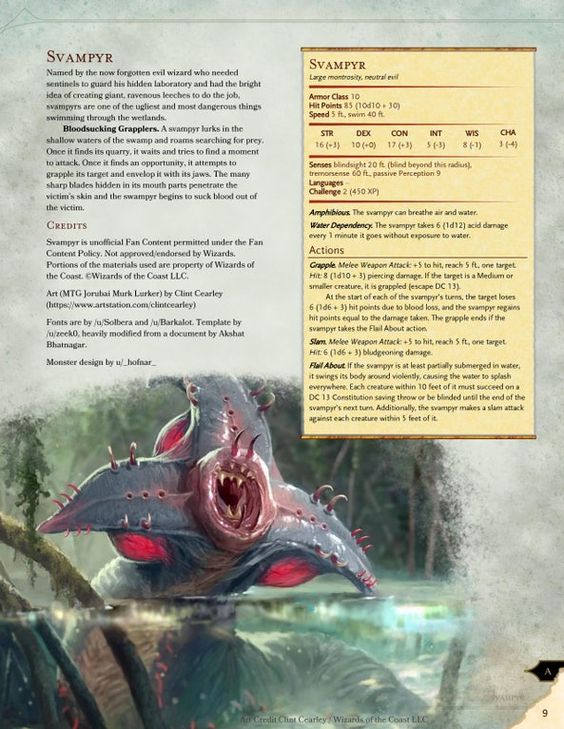 SVAMPYR
Named by the now forgotten evil wizard who needed
sentinels to guard his hidden laboratory and had the bright
idea of creating giant, ravenous leeches to do the job,
svampyrs are one of the ugliest and most dangerous things
swimming through the wetlands.
Bloodsucking Grapplers. A svampyr lurks in the
shallow waters of the swamp and roams searching for prey.
Once it finds its quarry, it waits and tries to find a moment
to attack. Once it finds an opportunity, it attempts to
grapple its target and envelop it with its jaws. The many
sharp blades hidden in its mouth parts penetrate the
victim's skin and the swampyr begins to suck blood out of
the victim.
CREDITS
Svampyr is unofficial Fan Content permitted under the Fan
Content Policy. Not approved/endorsed by Wizards.
Portions of the materials used are property of Wizards of
the Coast. ©Wizards of the Coast LLC.
Art (MTG Jorubai Murk Lurker) by Clint Cearley
(https://www.artstation.com/clintcearley)
Fonts are by /u/Solbera and /u/Barkalot. Template by
/u/zeek0, heavily modified from a document by Akshat
Bhatnagar.
Monster design by u/_hofnar_
SVAMPYR
Large montrosity, neutral evil
Armor Class 10
Hit Points 85 (10d10 + 30)
Speed 5 ft., swim 40 ft.
STR DEX CON INT WIS CHA
16 (+3) 10 (+0) 17 (+3) 5 (-3) 8 (-1) 3 (-4)
Senses blindsight 20 ft. (blind beyond this radius),
tremorsense 60 ft., passive Perception 9
Languages –
Challenge 2 (450 XP)
Amphibious. The svampyr can breathe air and water.
Water Dependency. The svampyr takes 6 (1d12) acid damage
every 1 minute it goes without exposure to water.
Actions
Grapple. Melee Weapon Attack: +5 to hit, reach 5 ft., one target.
Hit: 8 (1d10 + 3) piercing damage. If the target is a Medium or
smaller creature, it is grappled (escape DC 13).
At the start of each of the svampyr's turns, the target loses
6 (1d6 + 3) hit points due to blood loss, and the svampyr regains
hit points equal to the damage taken. The grapple ends if the
svampyr takes the Flail About action.
Slam. Melee Weapon Attack: +5 to hit, reach 5 ft., one target.
Hit: 6 (1d6 + 3) bludgeoning damage.
Flail About. If the svampyr is at least partially submerged in water,
it swings its body around violently, causing the water to splash
everywhere. Each creature within 10 feet of it must succeed on a
DC 13 Constitution saving throw or be blinded until the end of the
svampyr's next turn. Additionally, the svampyr makes a slam attack
against each creature within 5 feet of it.
A
SVAMPYR
9
Art Credit Clint Cearley / Wizards of the Coast LLC